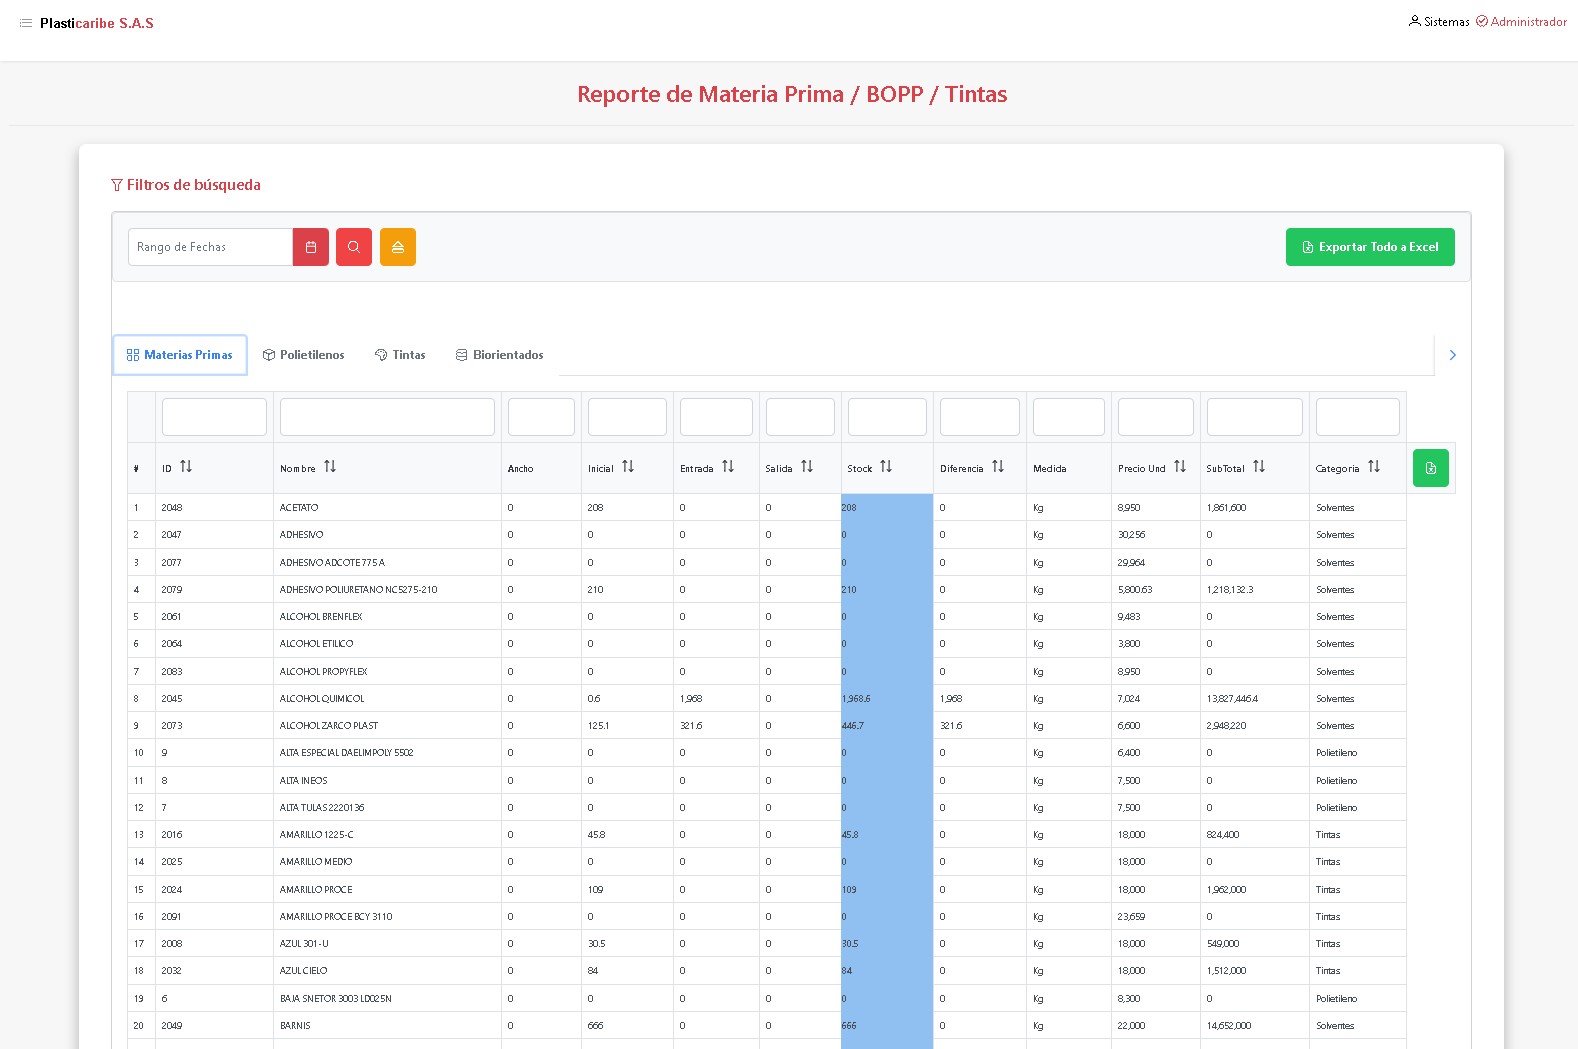 Plasticaribe S.A.S
Sistemas Administrador
Reporte de Materia Prima / BOPP / Tintas
Filtros de búsqueda
Rango de Fechas
Exportar Todo a Excel
Materias Primas Polietilenos Tintas Biorientados
# ID Nombre Ancho Inicial Entrada Salida Stock Diferencia Medida Precio Und SubTotal Categoria
1 2048 ACETATO 0 208 0 0 208 0 Kg 8,950 1,861,600 Solventes
2 2047 ADHESIVO 0 0 0 0 0 0 Kg 30,256 0 Solventes
3 2077 ADHESIVO ADCOTE 775 A 0 0 0 0 0 0 Kg 29,964 0 Solventes
4 2079 ADHESIVO POLIURETANO NC5275-210 0 210 0 0 210 0 Kg 5,800.63 1,218,132.3 Solventes
5 2061 ALCOHOL BRENFLEX 0 0 0 0 0 0 Kg 9,483 0 Solventes
6 2064 ALCOHOL ETILICO 0 0 0 0 0 0 Kg 3,800 0 Solventes
7 2083 ALCOHOL PROPYFLEX 0 0 0 0 0 0 Kg 8,950 0 Solventes
8 2045 ALCOHOL QUIMICOL 0 0.6 1,968 0 1,968.6 1,968 Kg 7,024 13,827,446.4 Solventes
9 2073 ALCOHOL ZARCO PLAST 0 125.1 321.6 0 446.7 321.6 Kg 6,600 2,948,220 Solventes
10 9 ALTA ESPECIAL DAELIMPOLY 5502 0 0 0 0 0 0 Kg 6,400 0 Polietileno
11 8 ALTA INEOS 0 0 0 0 0 0 Kg 7,500 0 Polietileno
12 7 ALTA TULAS 2220136 0 0 0 0 0 0 Kg 7,500 0 Polietileno
13 2016 AMARILLO 1225-C 0 45.8 0 0 45.8 0 Kg 18,000 824,400 Tintas
14 2025 AMARILLO MEDIO 0 0 0 0 0 0 Kg 18,000 0 Tintas
15 2024 AMARILLO PROCE 0 109 0 0 109 0 Kg 18,000 1,962,000 Tintas
16 2091 AMARILLO PROCE BCY 3110 0 0 0 0 0 0 Kg 23,659 0 Tintas
17 2008 AZUL 301-U 0 30.5 0 0 30.5 0 Kg 18,000 549,000 Tintas
18 2032 AZUL CIELO 0 84 0 0 84 0 Kg 18,000 1,512,000 Tintas
19 6 BAJA SNETOR 3003 LD025N 0 0 0 0 0 0 Kg 8,300 0 Polietileno
20 2049 BARNIS 0 666 0 0 666 0 Kg 22,000 14,652,000 Solventes